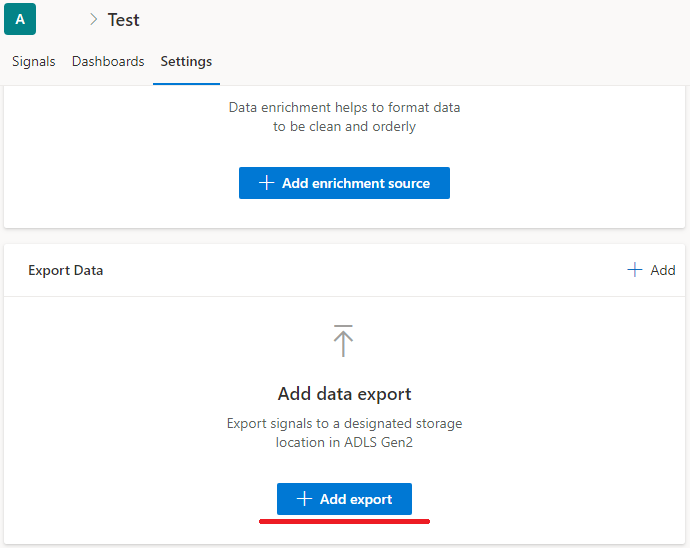 A
Test
Signals Dashboards Settings
Data enrichment helps to format data
to be clean and orderly
Add enrichment source
Export Data
Add
Add data export
Export signals to a designated storage
location in ADLS Gen2
Add export